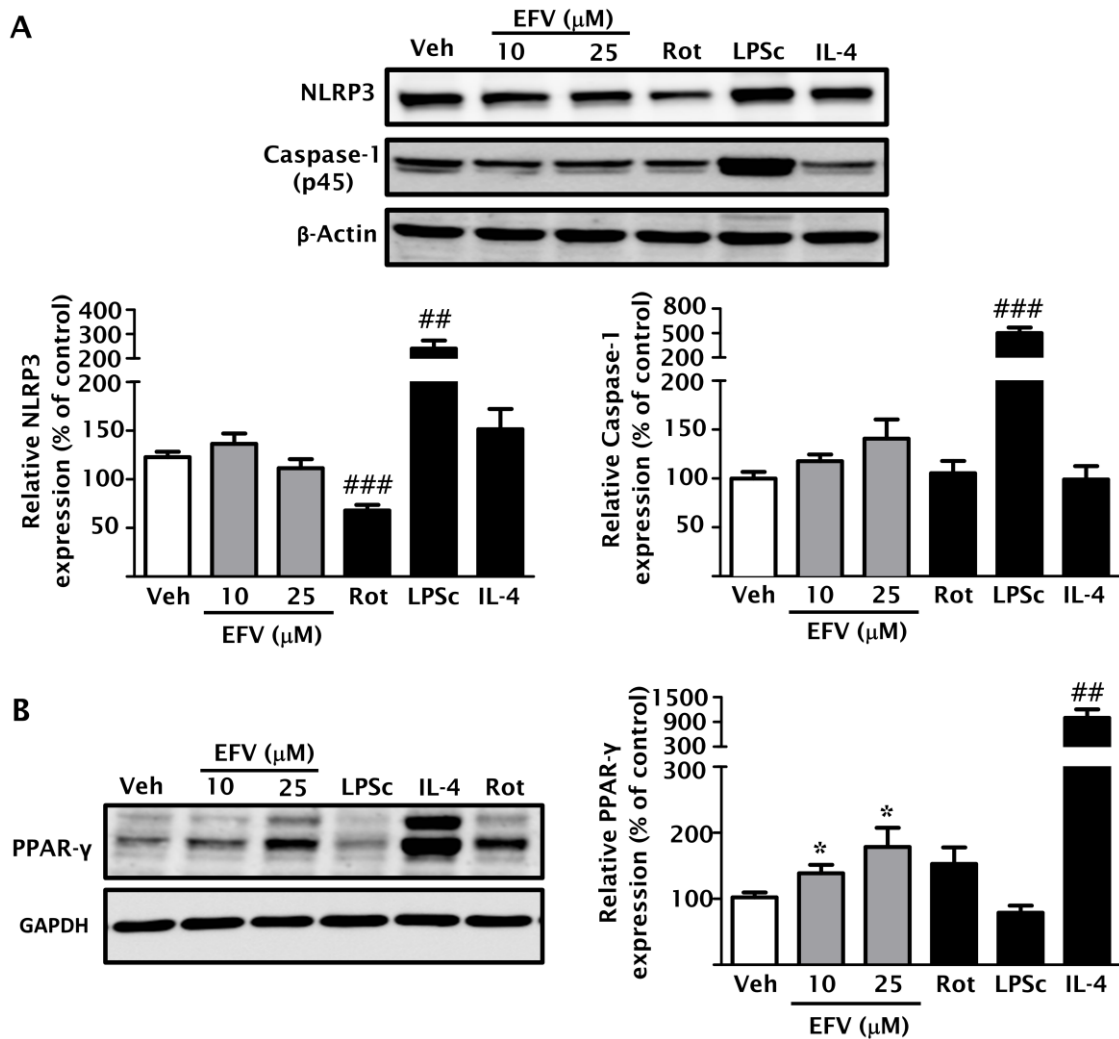 A
EFV (μM)
Veh 10 25 Rot LPSc IL-4
NLRP3
Caspase-1
(p45)
β-Actin
Relative NLRP3
expression (% of control)
400
300
200
200
150
100
50
##
###
Veh 10 25 Rot LPSc IL-4
EFV (μM)
Relative Caspase-1
expression (% of control)
800
500
200
200
150
100
50
###
Veh 10 25 Rot LPSc IL-4
EFV (μM)
B
EFV (μM)
Veh 10 25 LPSc IL-4 Rot
PPAR-γ
GAPDH
Relative PPAR-γ
expression (% of control)
1500
900
300
300
200
100
* *
##
Veh 10 25 Rot LPSc IL-4
EFV (μM)